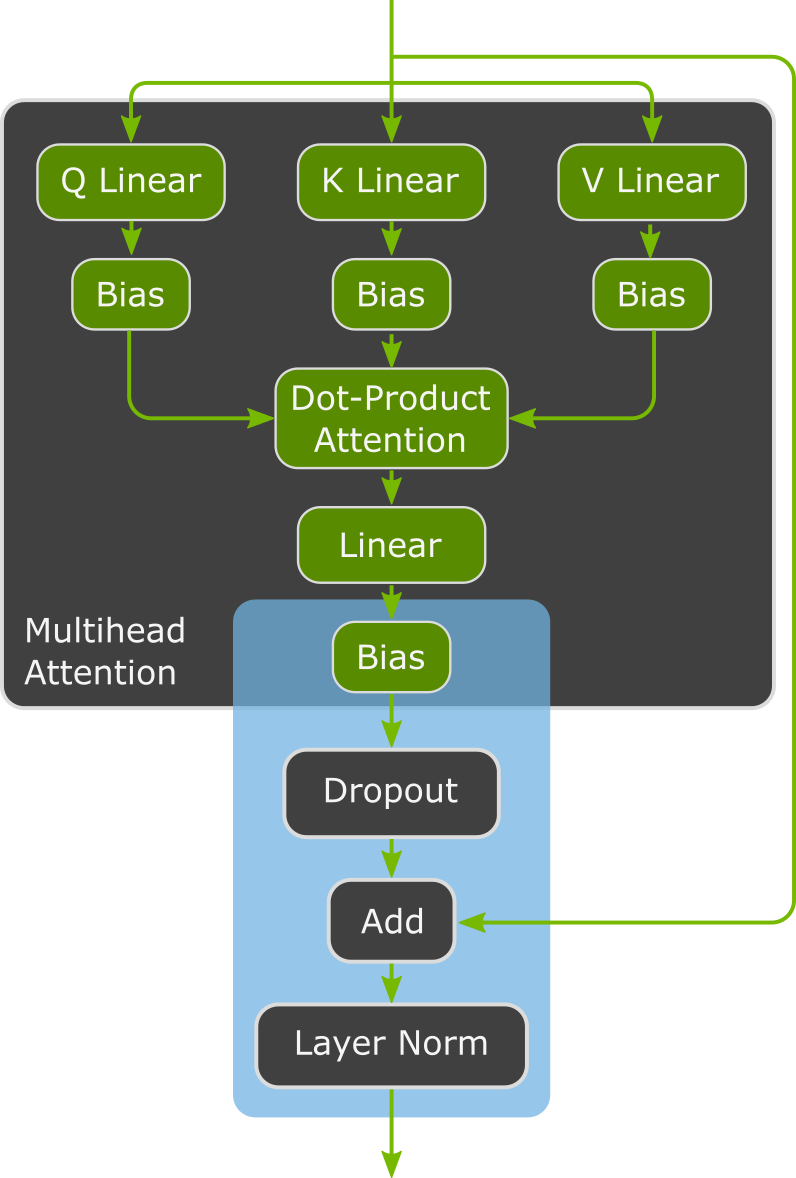 Q Linear
K Linear
V Linear
Bias
Bias
Bias
Dot-Product
Attention
Linear
Multihead
Attention
Bias
Dropout
Add
Layer Norm